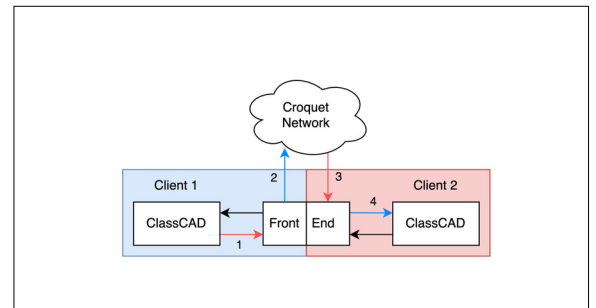 Croquet
Network
2
3
Client 1
Client 2
ClassCAD
1
Front
End
4
ClassCAD